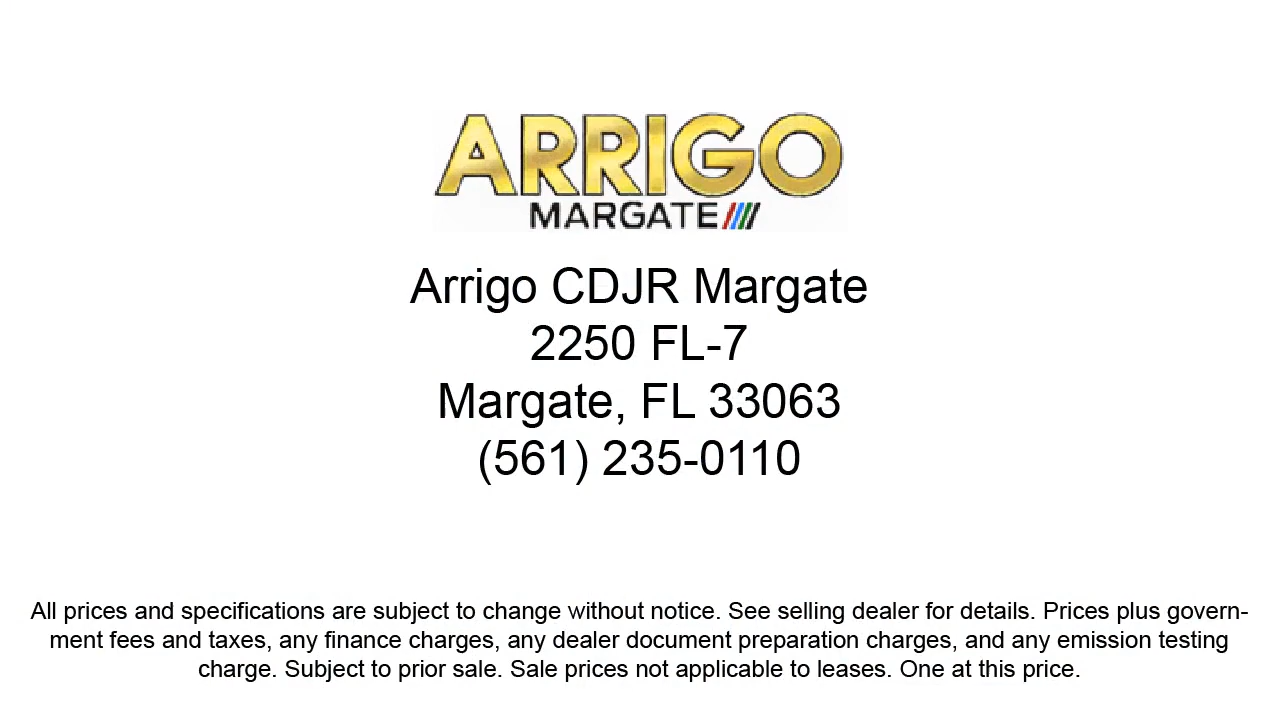 ARRIGO
MARGATE
Arrigo CDJR Margate
2250 FL-7
Margate, FL 33063
(561) 235-0110
All prices and specifications are subject to change without notice. See selling dealer for details. Prices plus govern-
ment fees and taxes, any finance charges, any dealer document preparation charges, and any emission testing
charge. Subject to prior sale. Sale prices not applicable to leases. One at this price.